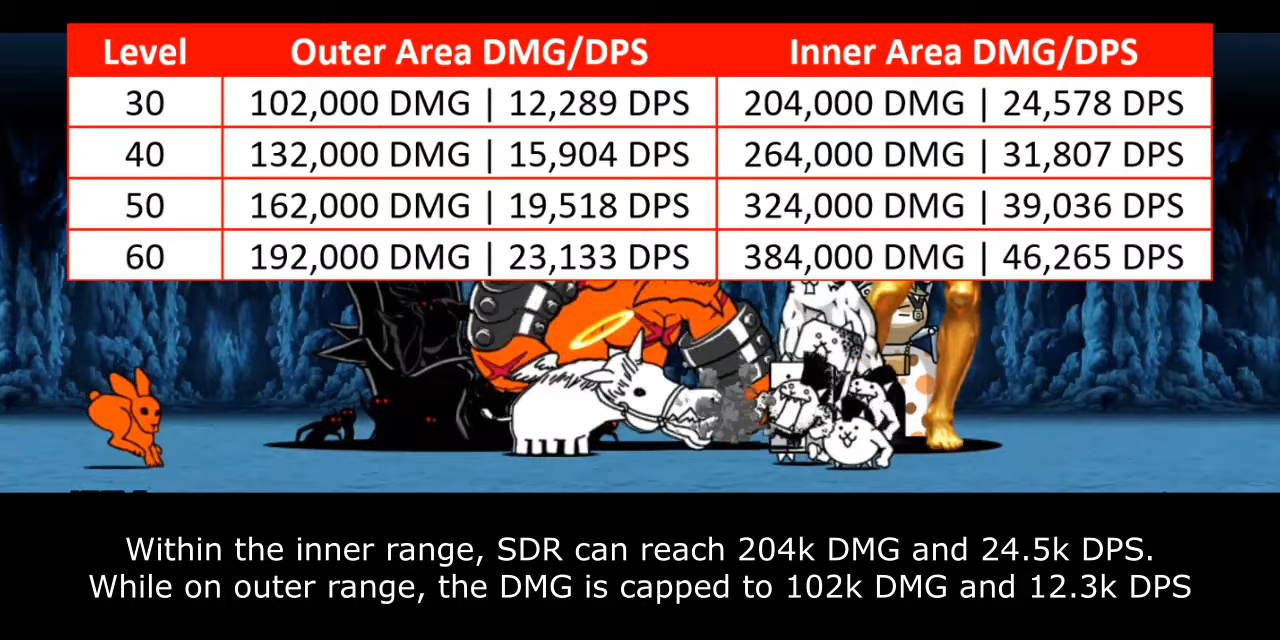 Level Outer Area DMG/DPS Inner Area DMG/DPS
30 102,000 DMG | 12,289 DPS 204,000 DMG | 24,578 DPS
40 132,000 DMG | 15,904 DPS 264,000 DMG | 31,807 DPS
50 162,000 DMG | 19,518 DPS 324,000 DMG | 39,036 DPS
60 192,000 DMG | 23,133 DPS 384,000 DMG | 46,265 DPS
Within the inner range, SDR can reach 204k DMG and 24.5k DPS.
While on outer range, the DMG is capped to 102k DMG and 12.3k DPS